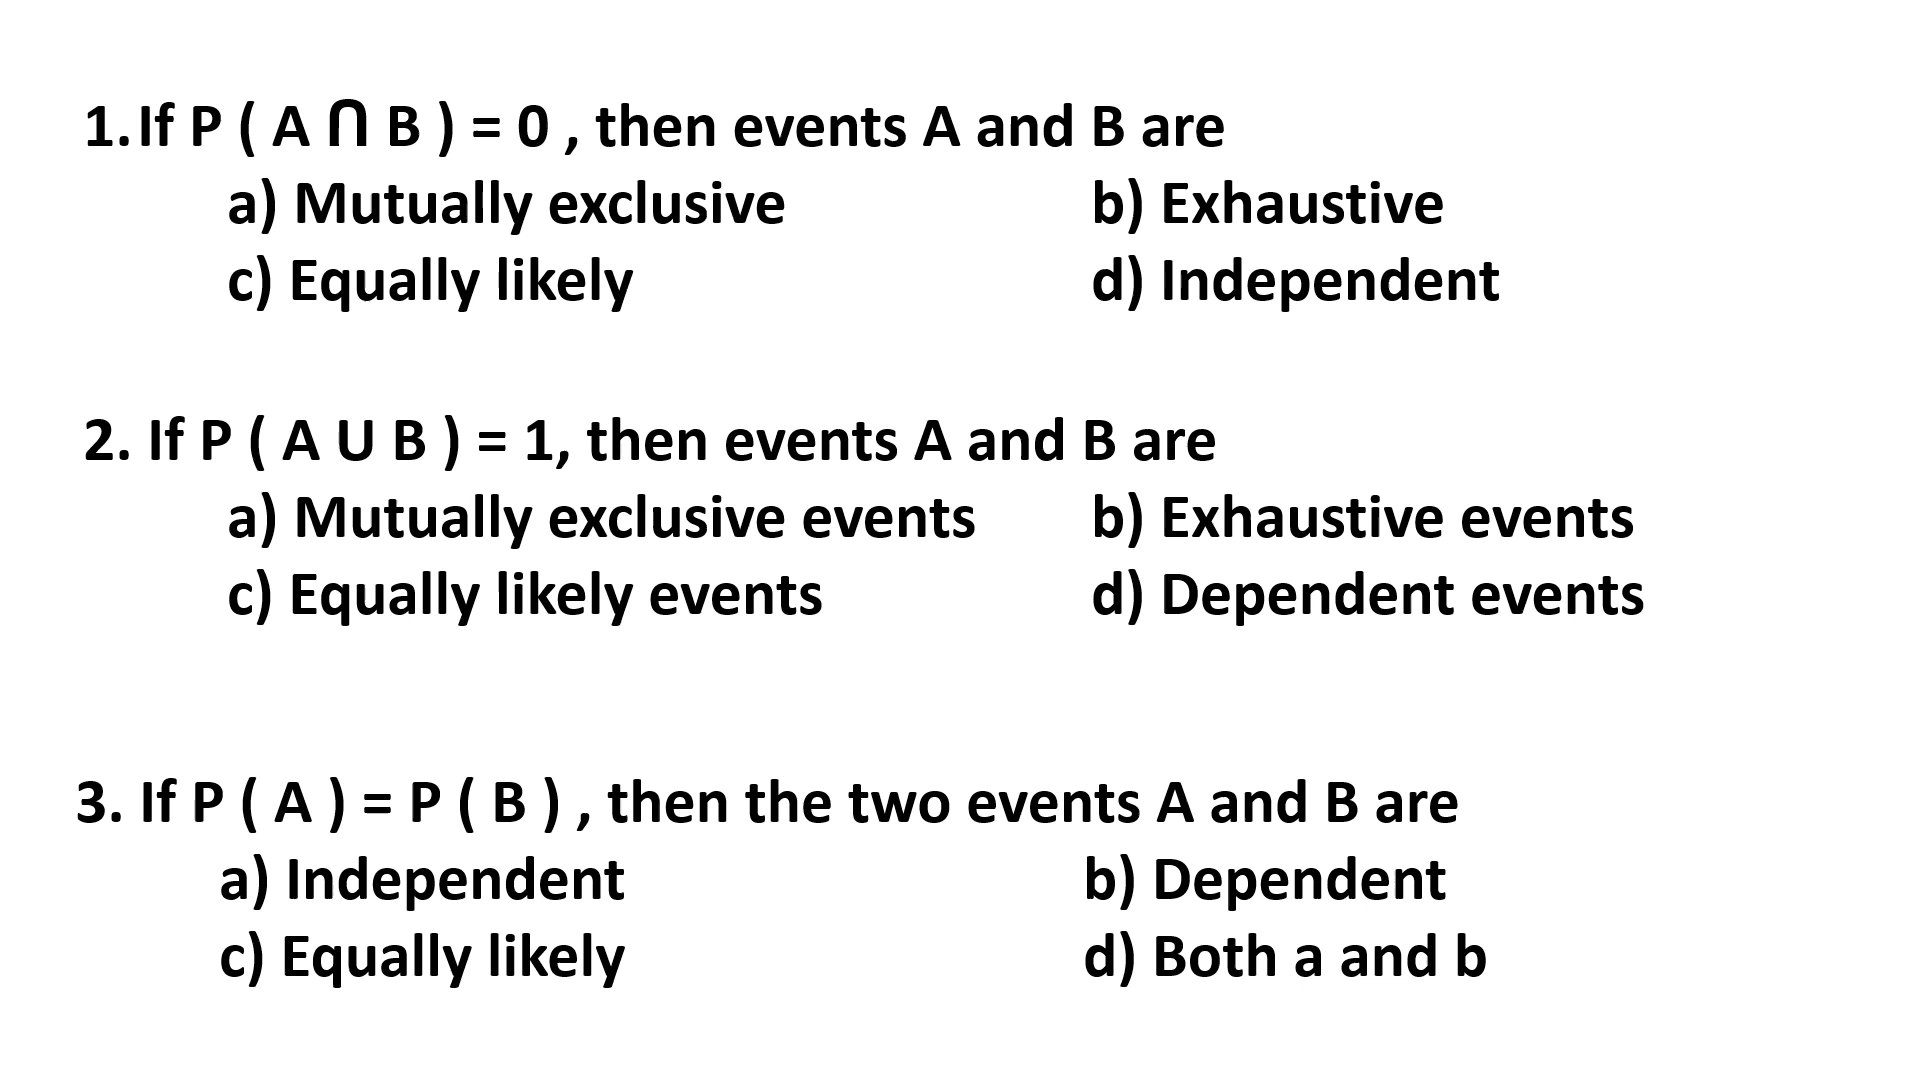 1. If P ( A ∩ B ) = 0 , then events A and B are
a) Mutually exclusive b) Exhaustive
c) Equally likely d) Independent
2. If P ( A U B ) = 1, then events A and B are
a) Mutually exclusive events b) Exhaustive events
c) Equally likely events d) Dependent events
3. If P ( A ) = P ( B ) , then the two events A and B are
a) Independent b) Dependent
c) Equally likely d) Both a and b